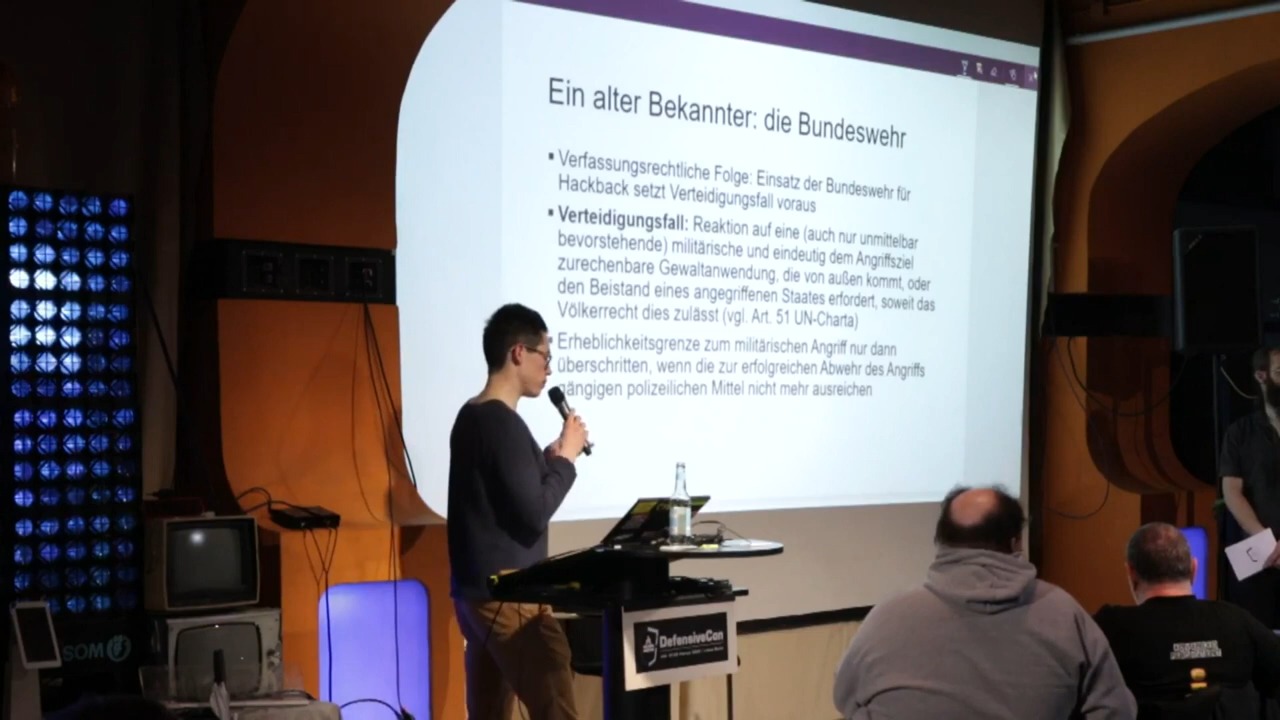 Ein alter Bekannter: die Bundeswehr
▪ Verfassungsrechtliche Folge: Einsatz der Bundeswehr für
Hackback setzt Verteidigungsfall voraus
▪ Verteidigungsfall: Reaktion auf eine (auch nur unmittelbar
bevorstehende) militärische und eindeutig dem Angriffsziel
zurechenbare Gewaltanwendung, die von außen kommt, oder
den Beistand eines angegriffenen Staates erfordert, soweit das
Völkerrecht dies zulässt (vgl. Art. 51 UN-Charta)
▪ Erheblichkeitsgrenze zum militärischen Angriff nur dann
überschritten, wenn die zur erfolgreichen Abwehr des Angriffs
gängigen polizeilichen Mittel nicht mehr ausreichen
DefensiveCon
SOM